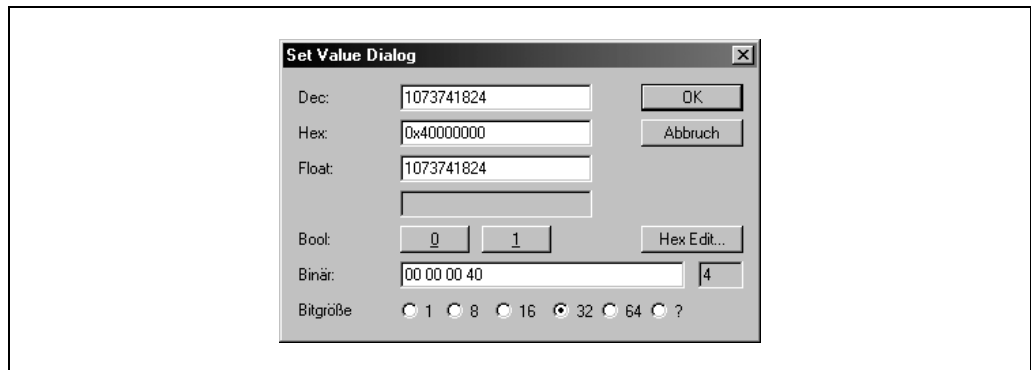 Set Value Dialog
Dec: 1073741824 OK
Hex: 0x40000000 Abbruch
Float: 1073741824
Bool: 0 1 Hex Edit...
Binär: 00 00 00 40 4
Bitgröße 1 8 16 32 64 ?